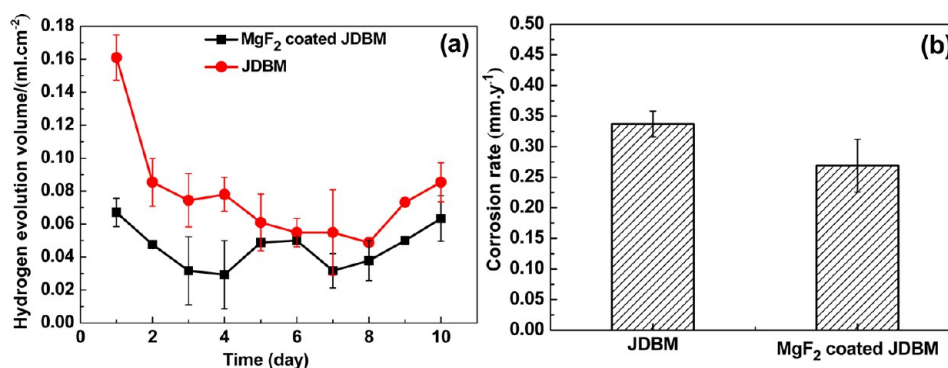 (a)
MgF2 coated JDBM
JDBM
Hydrogen evolution volume/(ml.cm-2)
0.18
0.16
0.14
0.12
0.10
0.08
0.06
0.04
0.02
0.00
0 2 4 6 8 10
Time (day)
(b)
Corrosion rate (mm.y-1)
0.50
0.45
0.40
0.35
0.30
0.25
0.20
0.15
0.10
0.05
0.00
JDBM MgF2 coated JDBM